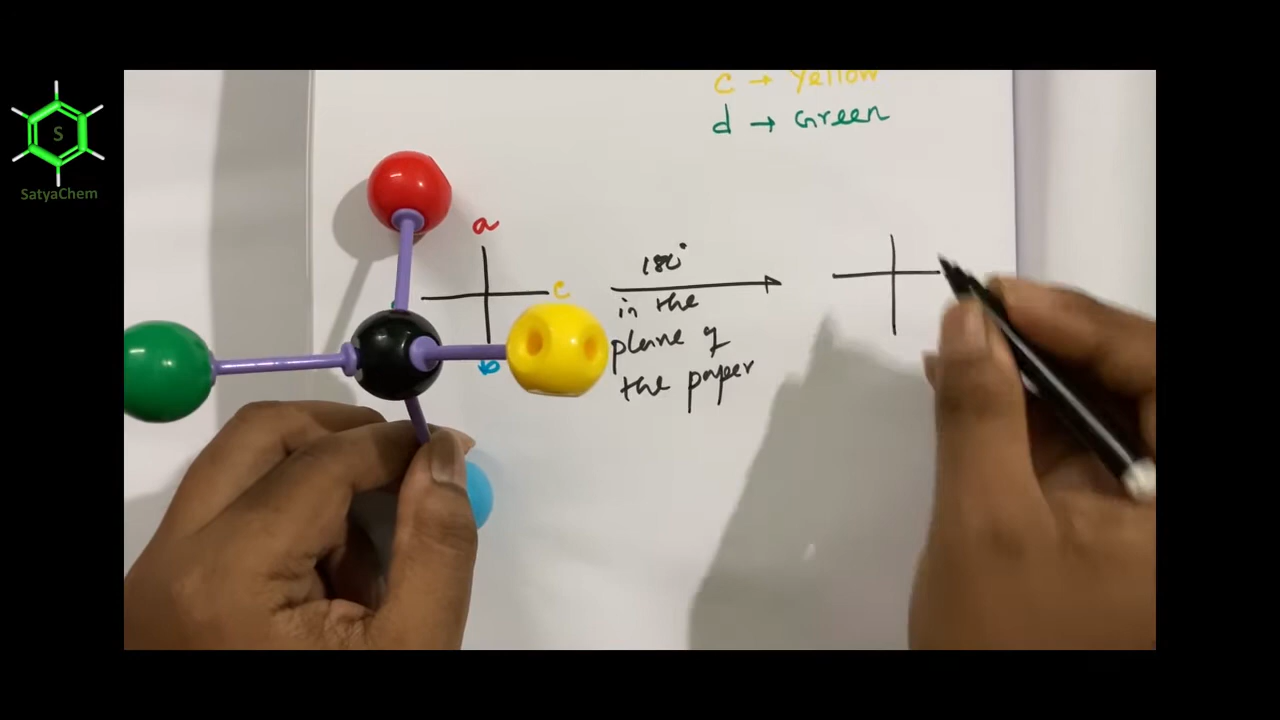 S
SatyaChem
c → Yellow
d → Green
a
c
b
180°
in the
plane of
the paper